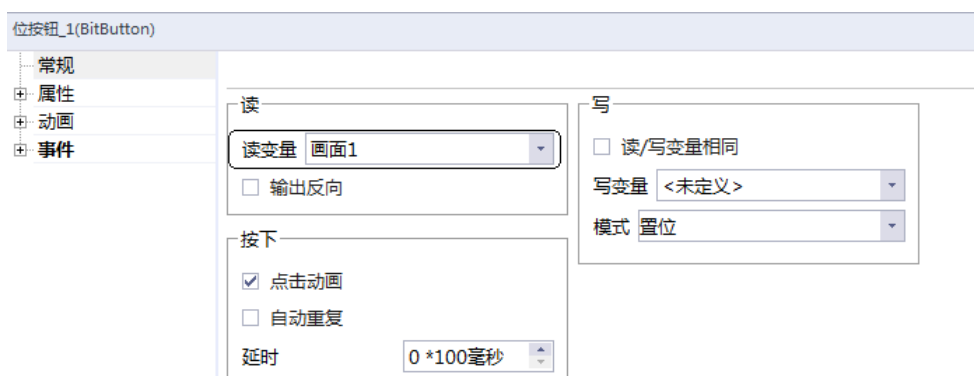 位按钮_1(BitButton)
常规
属性
动画
事件
读
读变量 画面1
输出反向
按下
点击动画
自动重复
延时 0 *100毫秒
写
读/写变量相同
写变量 <未定义>
模式 置位